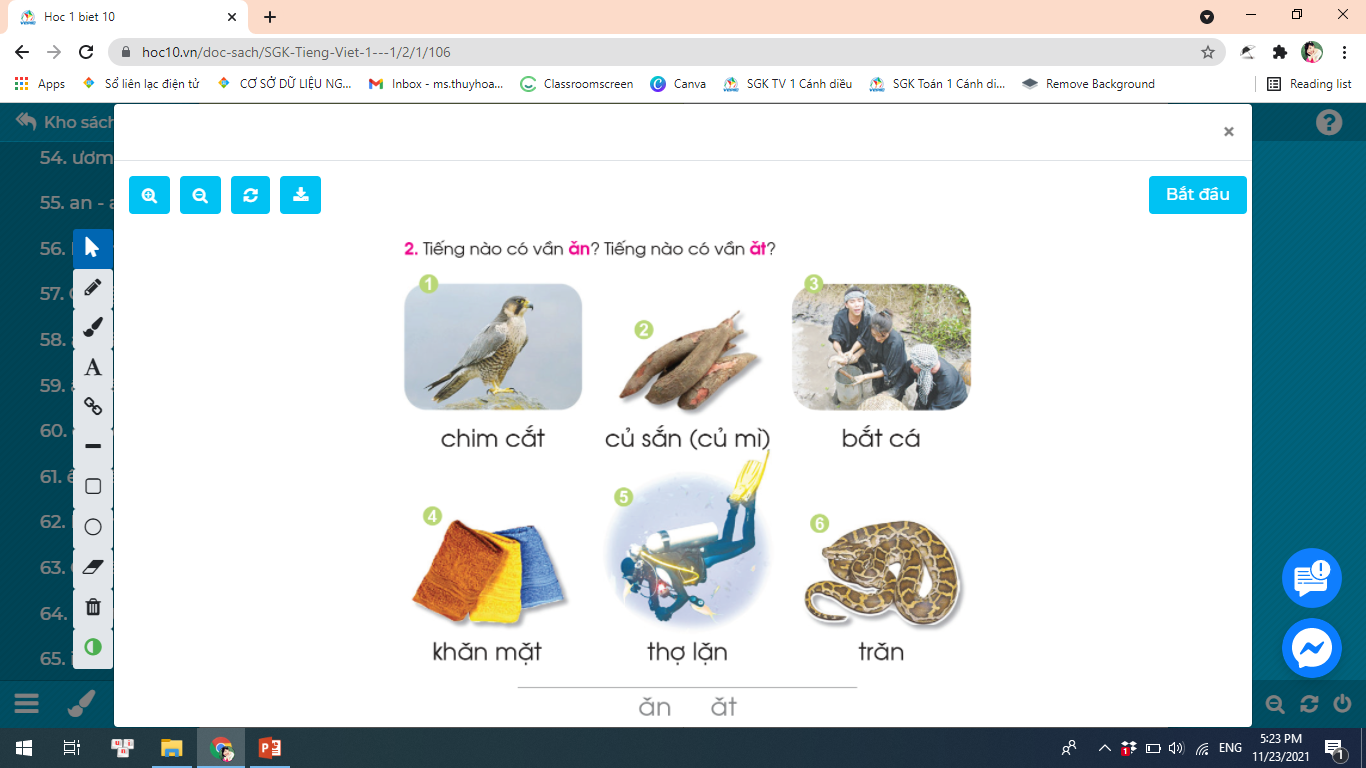 Hoc 1 biet 10
hoc10.vn/doc-sach/SGK-Tieng-Viet-1---1/2/1/106
Apps
Sổ liên lạc điện tử
CƠ SỞ DỮ LIỆU NG...
Inbox - ms.thuyhoa...
Classroomscreen
Canva
SGK TV 1 Cánh diều
SGK Toán 1 Cánh di...
Remove Background
Reading list
Kho sách
54. ươm
55. an - a
56.
57.
58.
59.
60.
61.
62.
63.
64.
65.
A
Bắt đầu
2. Tiếng nào có vần ăn? Tiếng nào có vần ăt?
1
2
3
chim cắt
củ sắn (củ mì)
bắt cá
4
5
6
khăn mặt
thợ lặn
trăn
ăn ăt
ENG
5:23 PM
11/23/2021
1